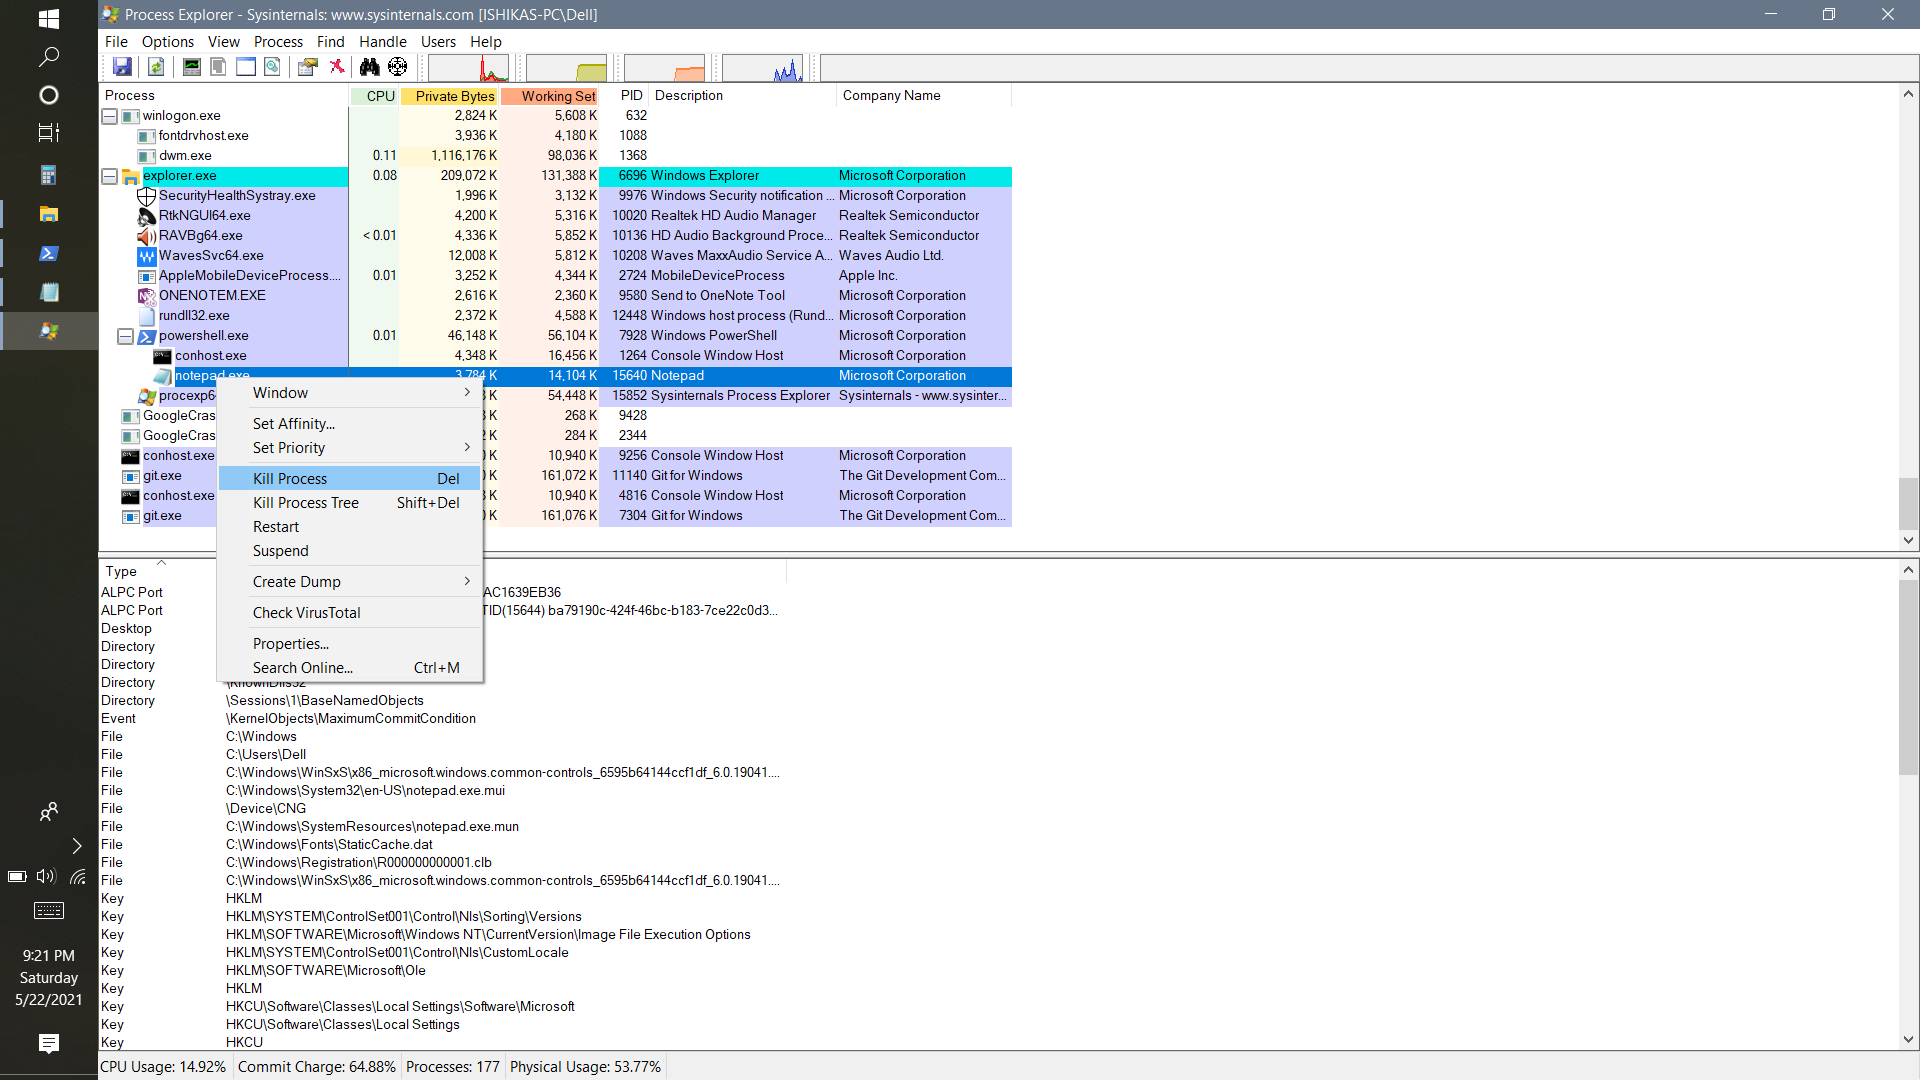 Process Explorer - Sysinternals: www.sysinternals.com [ISHIKAS-PC\Dell]
File Options View Process Find Handle Users Help
Process CPU Private Bytes Working Set PID Description Company Name
winlogon.exe 2,824 K 5,608 K 632
fontdrvhost.exe 3,936 K 4,180 K 1088
dwm.exe 0.11 1,116,176 K 98,036 K 1368
explorer.exe 0.08 209,072 K 131,388 K 6696 Windows Explorer Microsoft Corporation
SecurityHealthSystray.exe 1,996 K 3,132 K 9976 Windows Security notification ... Microsoft Corporation
RtkNGUI64.exe 4,200 K 5,316 K 10020 Realtek HD Audio Manager Realtek Semiconductor
RAVBg64.exe < 0.01 4,336 K 5,852 K 10136 HD Audio Background Proce... Realtek Semiconductor
WavesSvc64.exe 12,008 K 5,812 K 10208 Waves MaxxAudio Service A... Waves Audio Ltd.
AppleMobileDeviceProcess.... 0.01 3,252 K 4,344 K 2724 MobileDeviceProcess Apple Inc.
ONENOTEM.EXE 2,616 K 2,360 K 9580 Send to OneNote Tool Microsoft Corporation
rundll32.exe 2,372 K 4,588 K 12448 Windows host process (Rund... Microsoft Corporation
powershell.exe 0.01 46,148 K 56,104 K 7928 Windows PowerShell Microsoft Corporation
conhost.exe 4,348 K 16,456 K 1264 Console Window Host Microsoft Corporation
notepad.exe 3,784 K 14,104 K 15640 Notepad Microsoft Corporation
procexp6 54,448 K 15852 Sysinternals Process Explorer Sysinternals - www.sysinter...
GoogleCras 268 K 9428
GoogleCras 284 K 2344
conhost.exe 10,940 K 9256 Console Window Host Microsoft Corporation
git.exe 161,072 K 11140 Git for Windows The Git Development Com...
conhost.exe 10,940 K 4816 Console Window Host Microsoft Corporation
git.exe 161,076 K 7304 Git for Windows The Git Development Com...
Window
Set Affinity...
Set Priority
Kill Process Del
Kill Process Tree Shift+Del
Restart
Suspend
Create Dump
Check VirusTotal
Properties...
Search Online... Ctrl+M
Type
ALPC Port AC1639EB36
ALPC Port TID(15644) ba79190c-424f-46bc-b183-7ce22c0d3...
Desktop
Directory
Directory
Directory \KnownDlls32
Directory \Sessions\1\BaseNamedObjects
Event \KernelObjects\MaximumCommitCondition
File C:\Windows
File C:\Users\Dell
File C:\Windows\WinSxS\x86_microsoft.windows.common-controls_6595b64144ccf1df_6.0.19041....
File C:\Windows\System32\en-US\notepad.exe.mui
File \Device\CNG
File C:\Windows\SystemResources\notepad.exe.mun
File C:\Windows\Fonts\StaticCache.dat
File C:\Windows\Registration\R000000000001.clb
File C:\Windows\WinSxS\x86_microsoft.windows.common-controls_6595b64144ccf1df_6.0.19041....
Key HKLM
Key HKLM\SYSTEM\ControlSet001\Control\Nls\Sorting\Versions
Key HKLM\SOFTWARE\Microsoft\Windows NT\CurrentVersion\Image File Execution Options
Key HKLM\SYSTEM\ControlSet001\Control\Nls\CustomLocale
Key HKLM\SOFTWARE\Microsoft\Ole
Key HKLM
Key HKCU\Software\Classes\Local Settings\Software\Microsoft
Key HKCU\Software\Classes\Local Settings
Key HKCU
CPU Usage: 14.92% Commit Charge: 64.88% Processes: 177 Physical Usage: 53.77%
9:21 PM
Saturday
5/22/2021